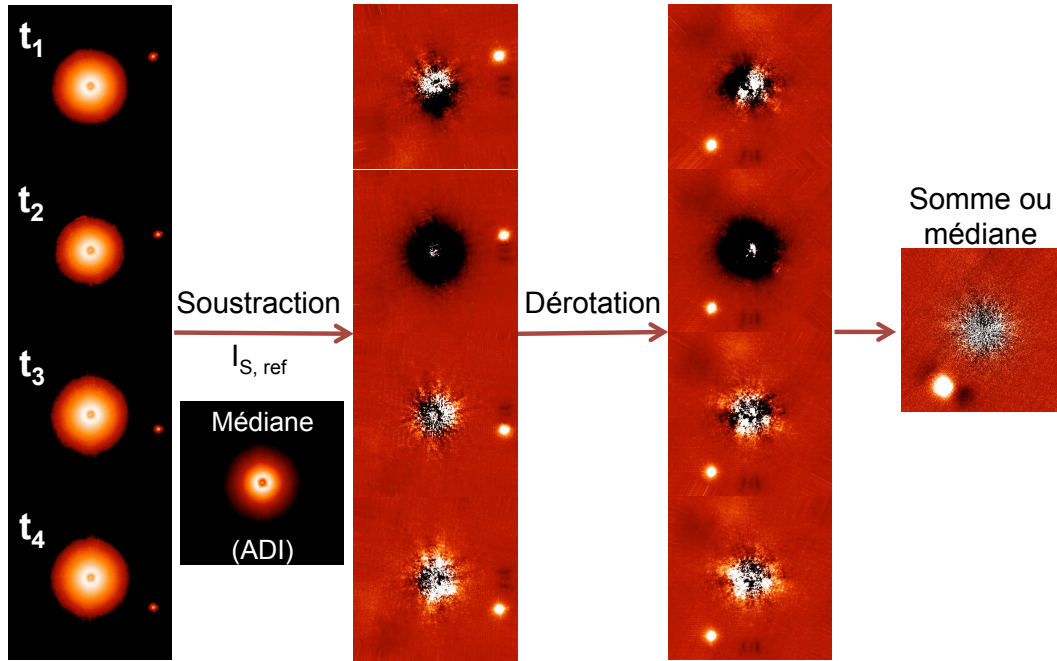 t1
t2
t3
t4
Soustraction
IS, ref
Médiane
(ADI)
Dérotation
Somme ou
médiane